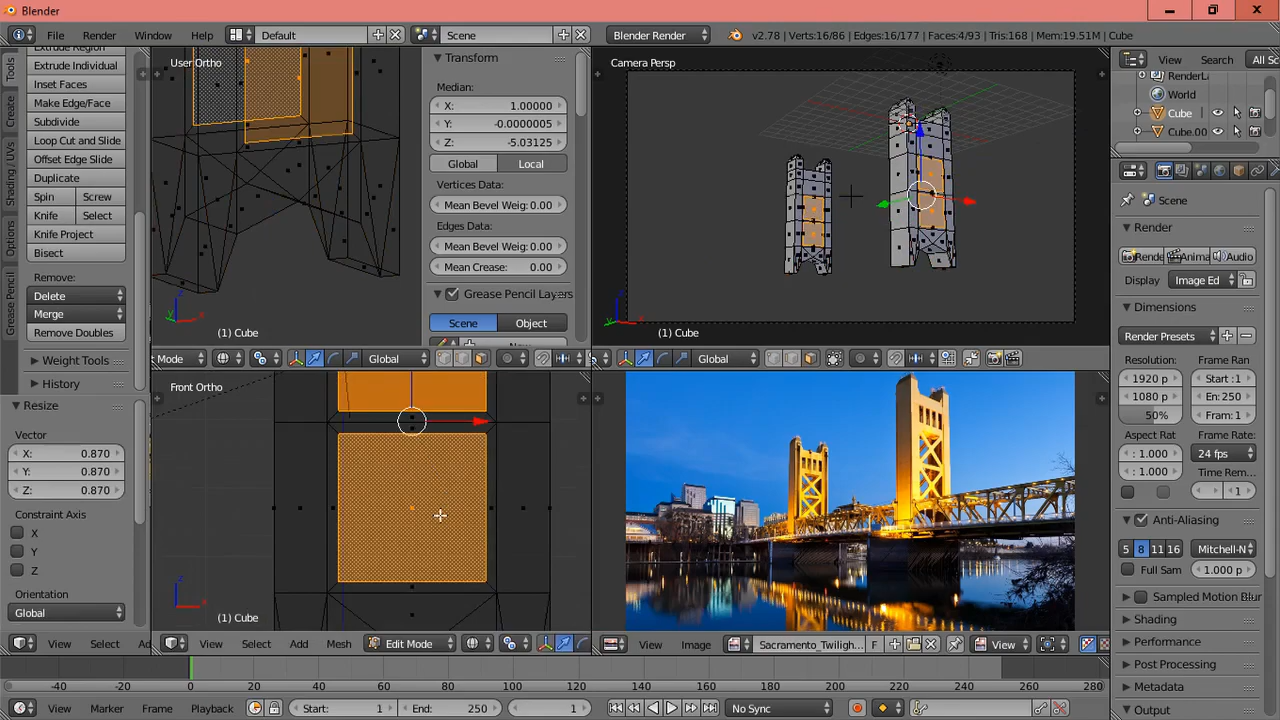 Blender
File Render Window Help Default Scene Blender Render v2.78 | Verts:16/86 | Edges:16/177 | Faces:4/93 | Tris:168 | Mem:19.51M | Cube
Tools
Create
Shading / UVs
Options
Grease Pencil
Extrude Region
Extrude Individual
Inset Faces
Make Edge/Face
Subdivide
Loop Cut and Slide
Offset Edge Slide
Duplicate
Spin Screw
Knife Select
Knife Project
Bisect
Remove:
Delete
Merge
Remove Doubles
Weight Tools
History
Resize
Vector
X: 0.870
Y: 0.870
Z: 0.870
Constraint Axis
X
Y
Z
Orientation
Global
View Select
User Ortho
(1) Cube
Transform
Median:
X: 1.00000
Y: -0.0000005
Z: -5.03125
Global Local
Vertices Data:
Mean Bevel Weig: 0.00
Edges Data:
Mean Bevel Weig: 0.00
Mean Crease: 0.00
Grease Pencil Layers
Scene Object
New
Mode Global
Camera Persp
(1) Cube
Global
Front Ortho
(1) Cube
View Select Add Mesh Edit Mode
View Image Sacramento_Twiligh... F View
View Search All Sc
RenderL
World
Cube
Cube.00
Scene
Render
Rende Anima Audio
Display Image Ed
Dimensions
Render Presets
Resolution: Frame Ran
1920 p Start :1
1080 p En: 250
50% Fram: 1
Aspect Rat Frame Rate:
: 1.000 24 fps
: 1.000 Time Rem...
1
Anti-Aliasing
5 8 11 16 Mitchell-N
Full Sam 1.000 p
Sampled Motion Blur
Shading
Performance
Post Processing
Metadata
Output
-40 -20 0 20 40 60 80 100 120 140 160 180 200 220 240 260 280
View Marker Frame Playback Start: 1 End: 250 1 No Sync